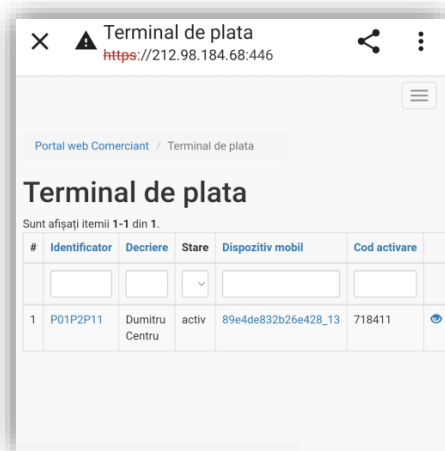 Terminal de plata
https://212.98.184.68:446
Portal web Comerciant / Terminal de plata
Terminal de plata
Sunt afișați itemii 1-1 din 1.
# Identificator Decriere Stare Dispozitiv mobil Cod activare
1 P01P2P11 Dumitru activ 89e4de832b26e428_13 718411
Centru